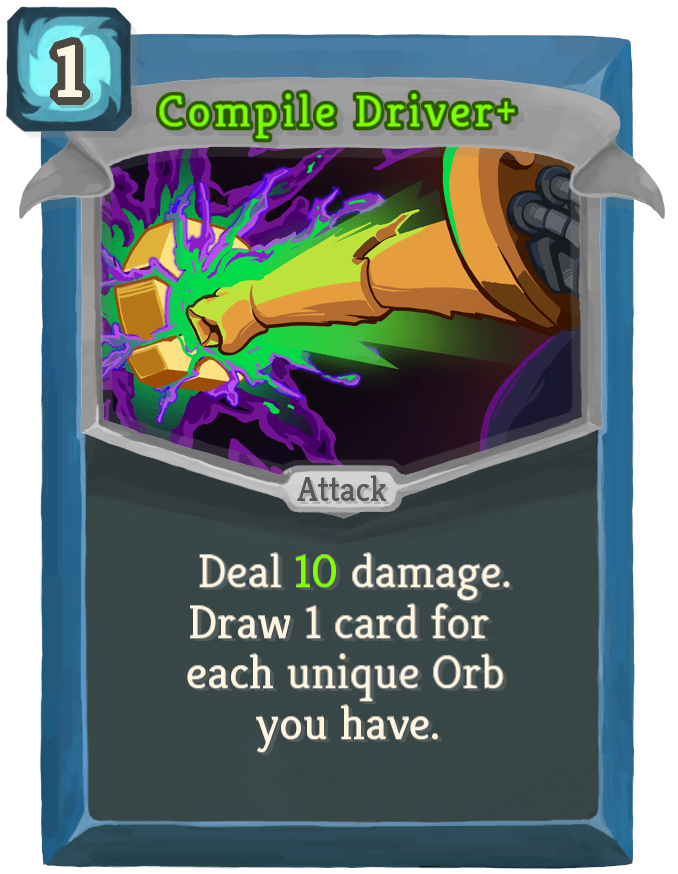 1
Compile Driver+
Attack
Deal 10 damage.
Draw 1 card for
each unique Orb
you have.